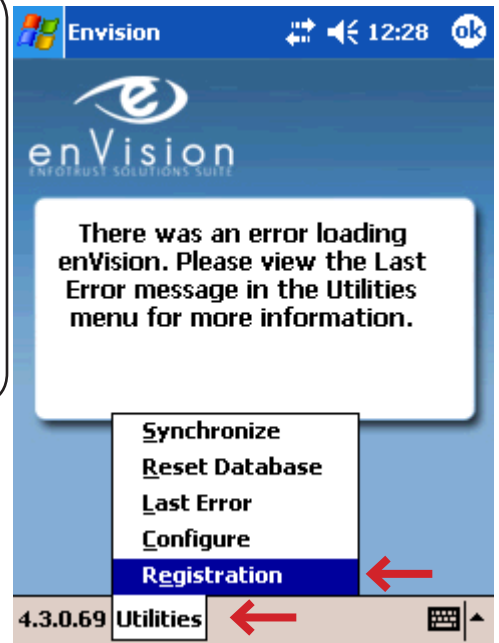 Envision 12:28 ok
enVision
ENFOTRUST SOLUTIONS SUITE
There was an error loading
enVision. Please view the Last
Error message in the Utilities
menu for more information.
Synchronize
Reset Database
Last Error
Configure
Registration
4.3.0.69 Utilities